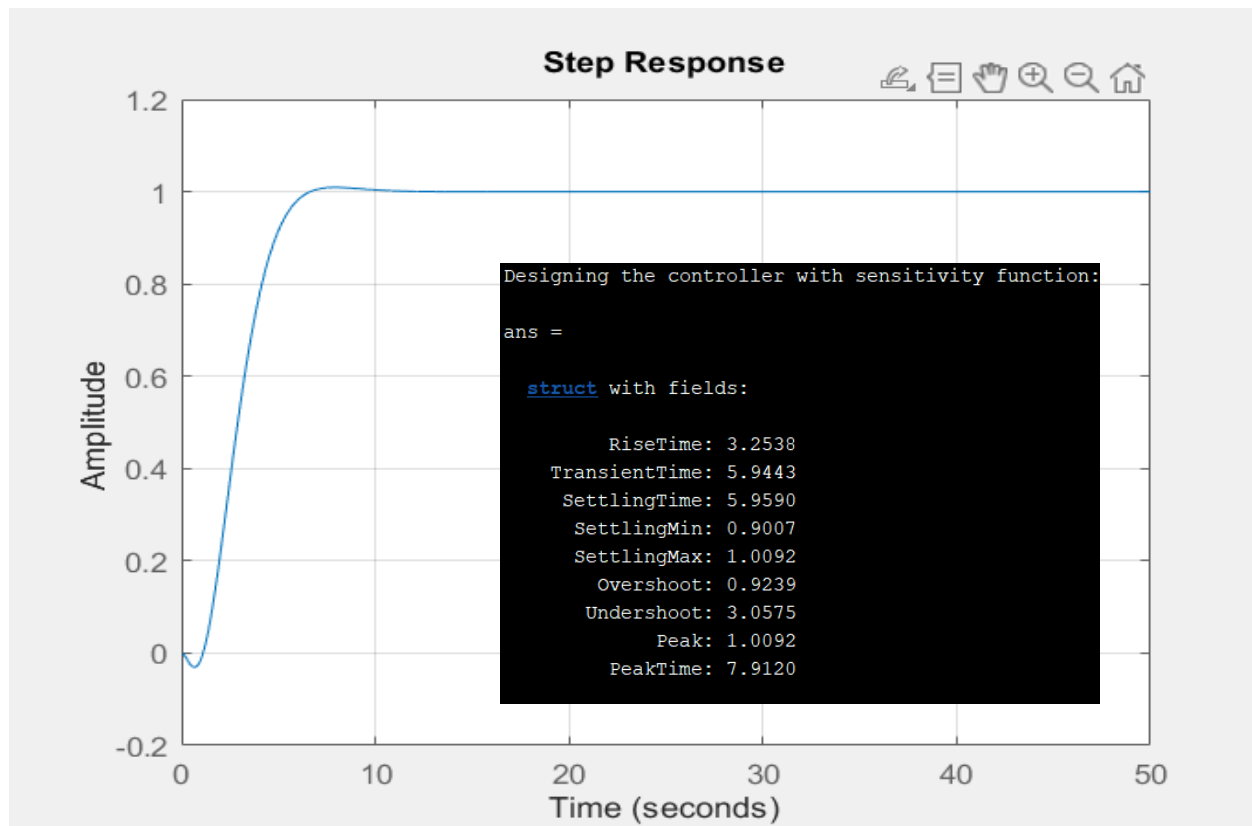 Step Response
1.2
1
0.8
0.6
0.4
0.2
0
-0.2
Amplitude
0 10 20 30 40 50
Time (seconds)
Designing the controller with sensitivity function:
ans =
struct with fields:
RiseTime: 3.2538
TransientTime: 5.9443
SettlingTime: 5.9590
SettlingMin: 0.9007
SettlingMax: 1.0092
Overshoot: 0.9239
Undershoot: 3.0575
Peak: 1.0092
PeakTime: 7.9120